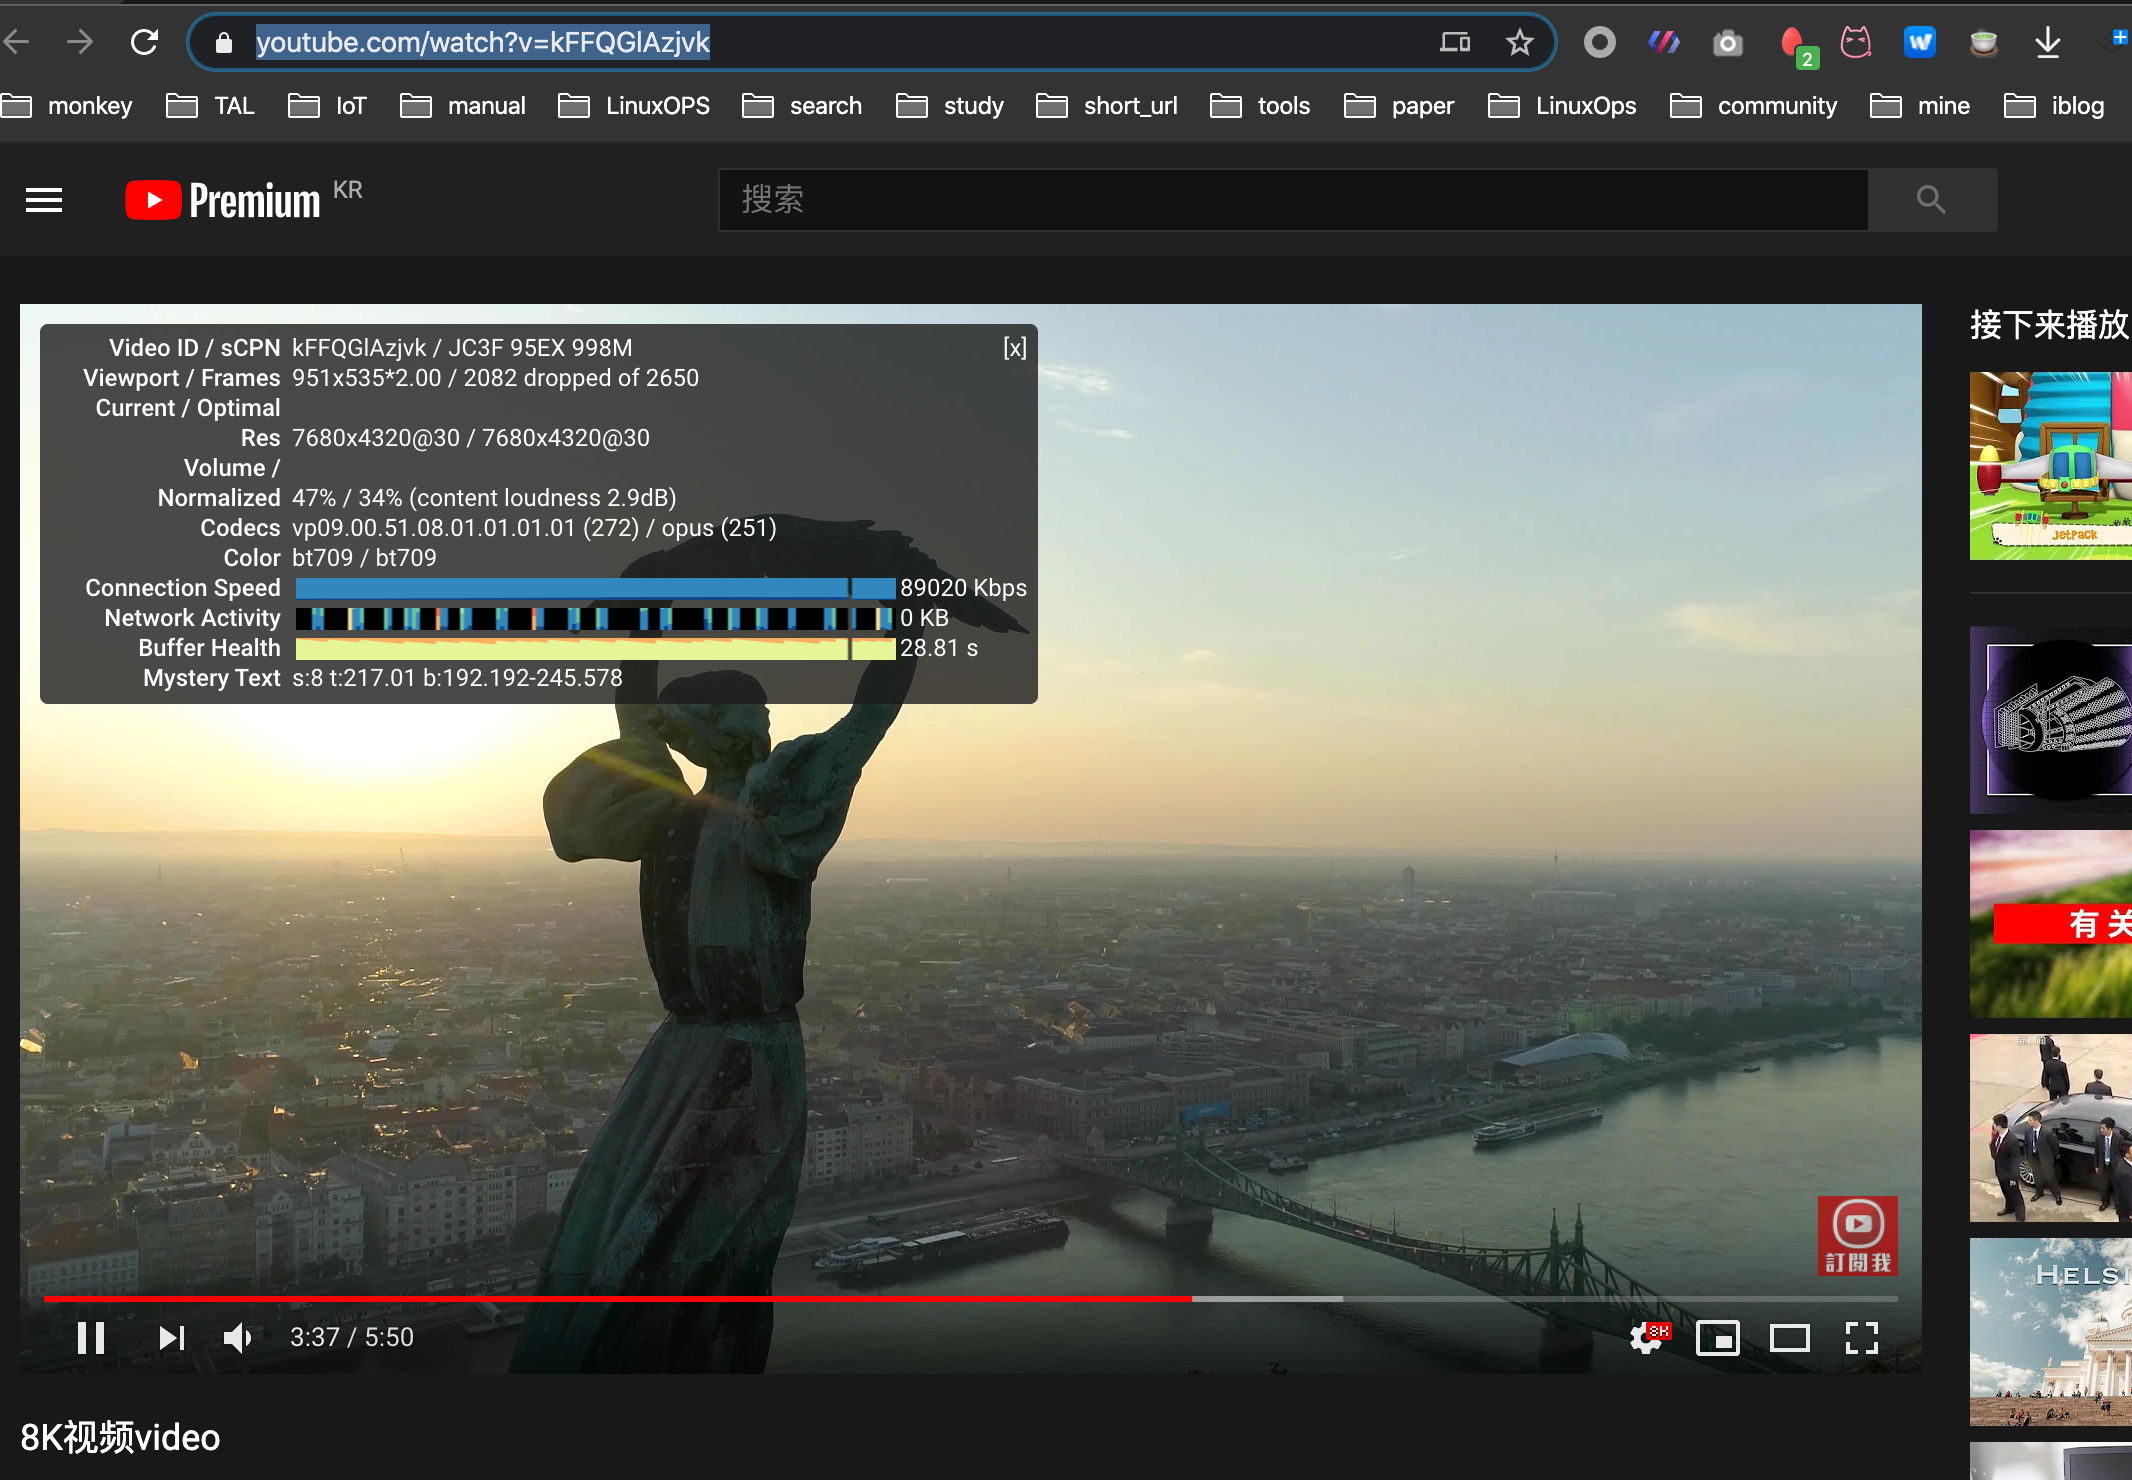 youtube.com/watch?v=kFFQGlAzjvk
2
monkey TAL IoT manual LinuxOPS search study short_url tools paper LinuxOps community mine iblog
Premium KR
搜索
Video ID / sCPN kFFQGlAzjvk / JC3F 95EX 998M [x]
Viewport / Frames 951x535*2.00 / 2082 dropped of 2650
Current / Optimal
Res 7680x4320@30 / 7680x4320@30
Volume /
Normalized 47% / 34% (content loudness 2.9dB)
Codecs vp09.00.51.08.01.01.01.01 (272) / opus (251)
Color bt709 / bt709
Connection Speed 89020 Kbps
Network Activity 0 KB
Buffer Health 28.81 s
Mystery Text s:8 t:217.01 b:192.192-245.578
訂閱我
3:37 / 5:50
8K视频video
接下来播放
JetPack
有关
HELSI